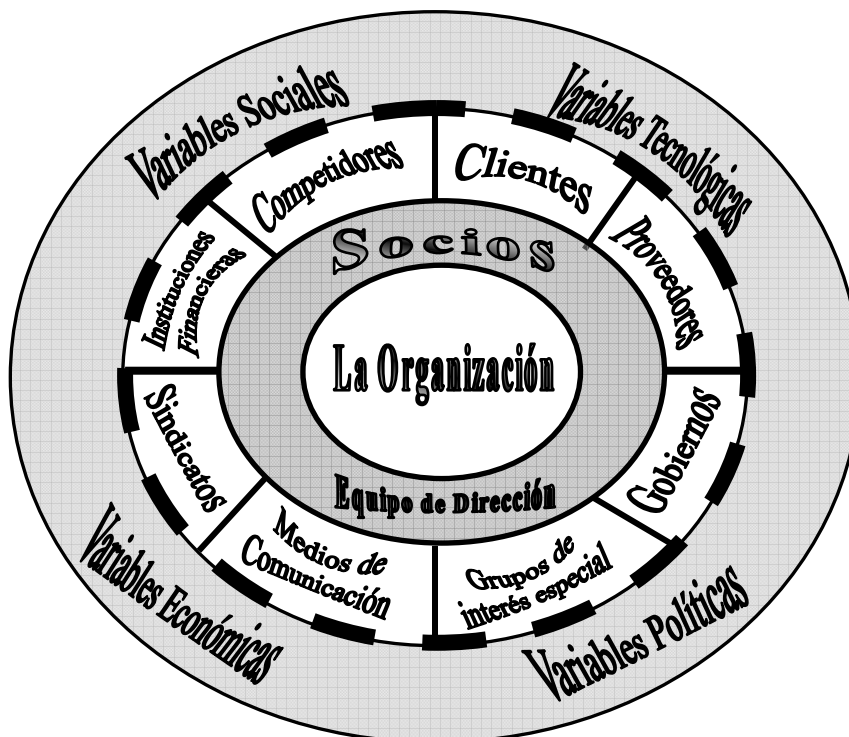 Variables Sociales
Variables Tecnológicas
Competidores
Clientes
Instituciones
Financieras
Proveedores
Socios
La Organización
Equipo de Dirección
Sindicatos
Gobiernos
Medios de
Comunicación
Grupos de
interés especial
Variables Económicas
Variables Políticas